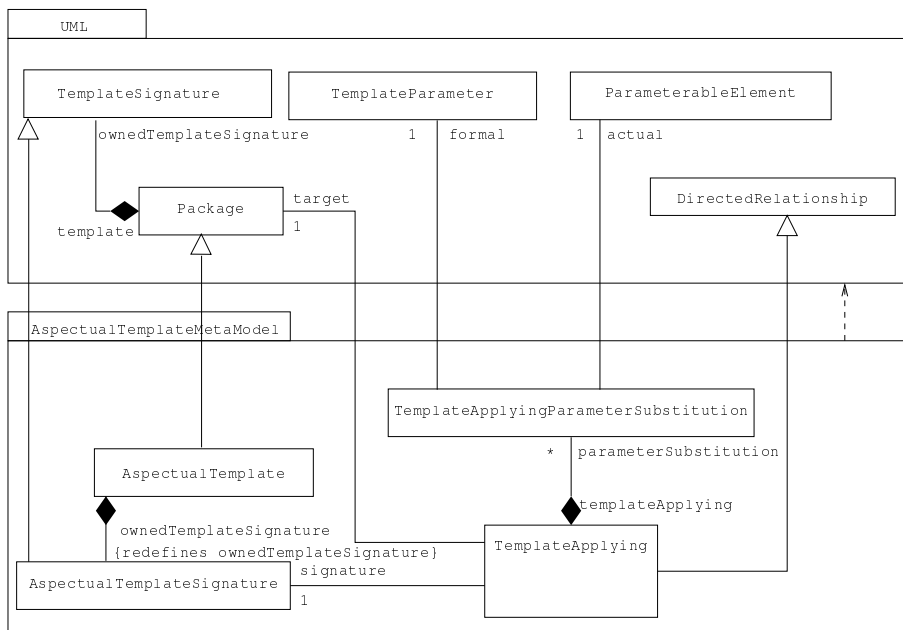 UML
TemplateSignature
TemplateParameter
ParameterableElement
ownedTemplateSignature
1 formal
1 actual
Package
target
1
template
DirectedRelationship
AspectualTemplateMetaModel
TemplateApplyingParameterSubstitution
* parameterSubstitution
AspectualTemplate
templateApplying
ownedTemplateSignature
{redefines ownedTemplateSignature}
TemplateApplying
signature
AspectualTemplateSignature
1